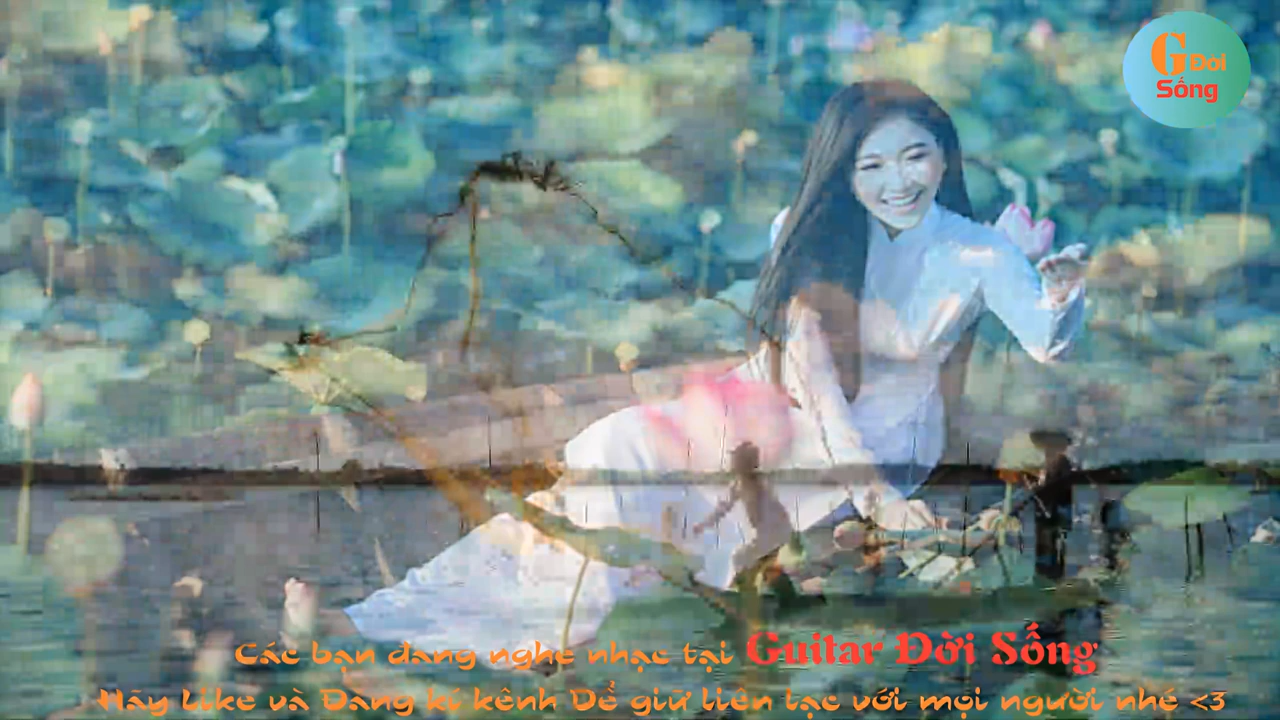 G Đời
Sống
Các bạn đang nghe nhạc tại Guitar Đời Sống
Hãy Like và Đăng kí kênh Để giữ liên lạc với mọi người nhé <3